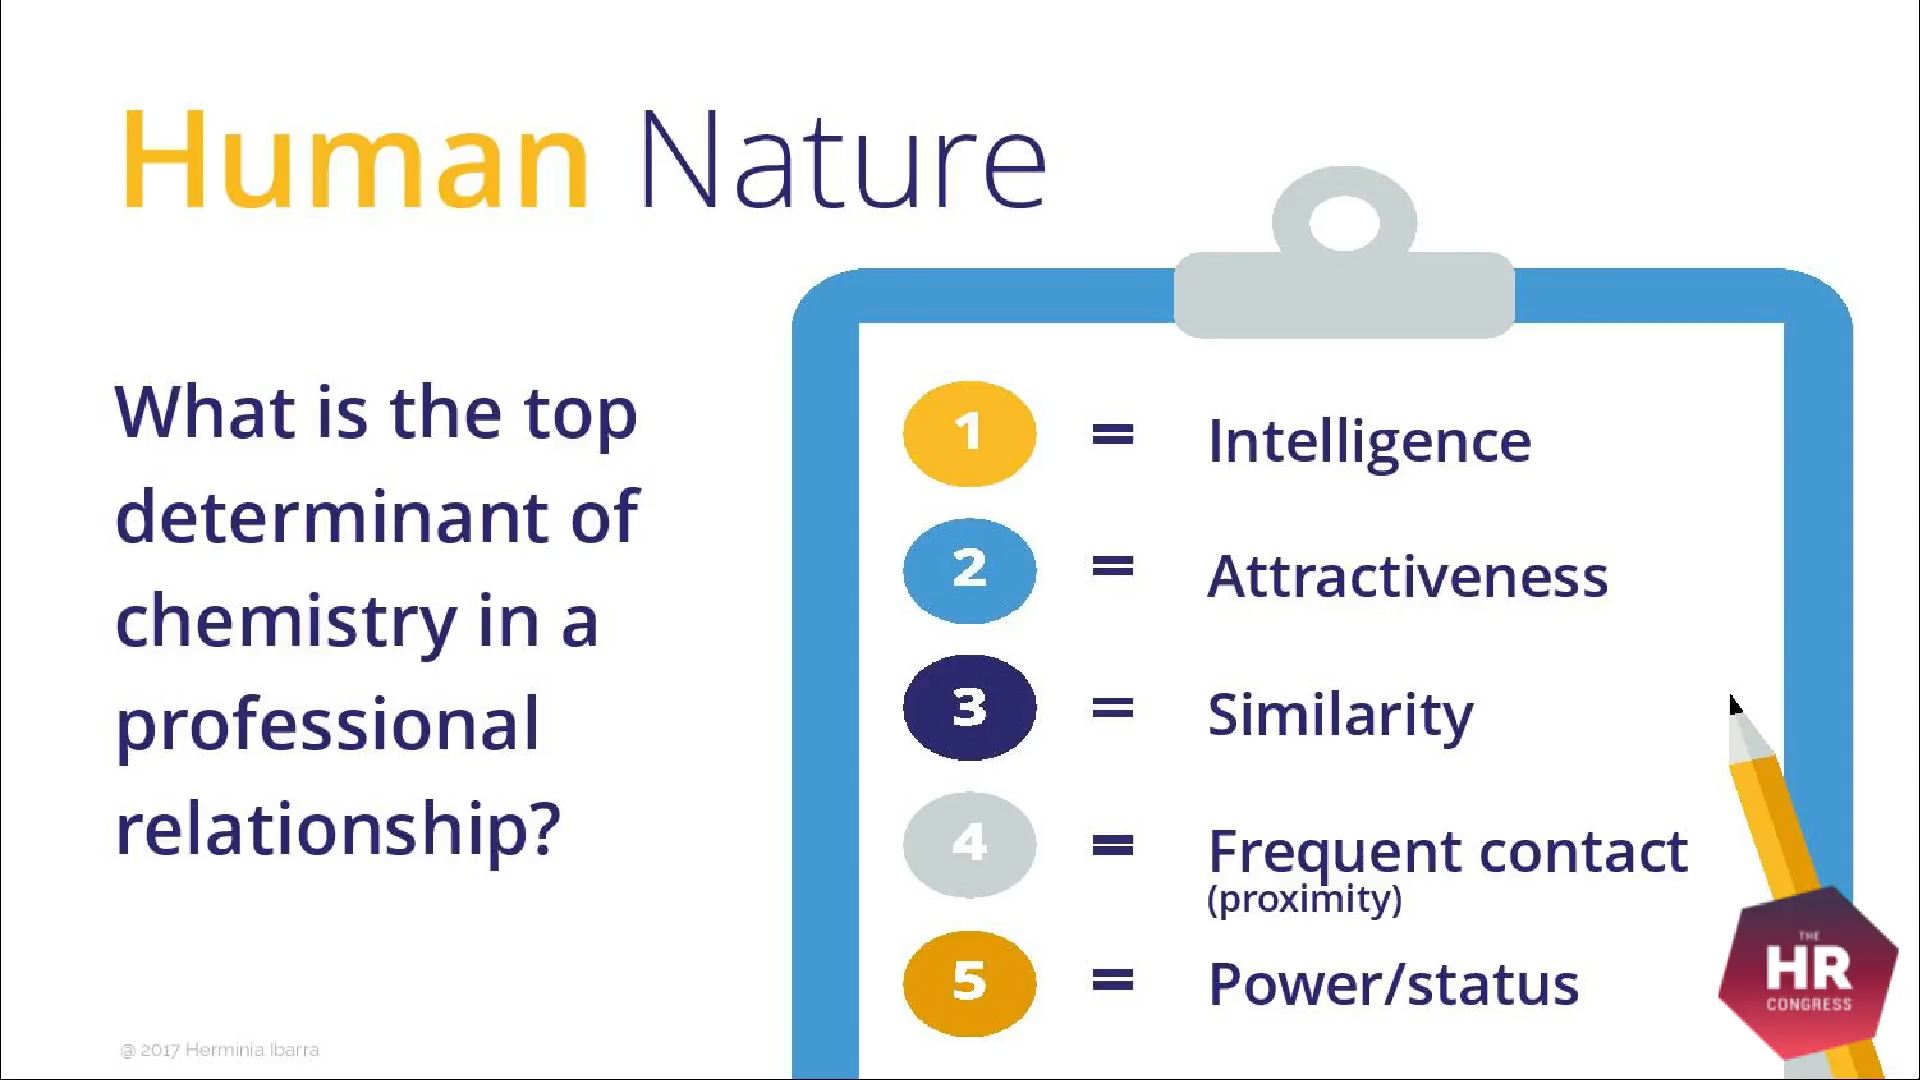 Human Nature
What is the top
determinant of
chemistry in a
professional
relationship?
1 = Intelligence
2 = Attractiveness
3 = Similarity
4 = Frequent contact
(proximity)
5 = Power/status
THE
HR
CONGRESS
@ 2017 Herminia Ibarra